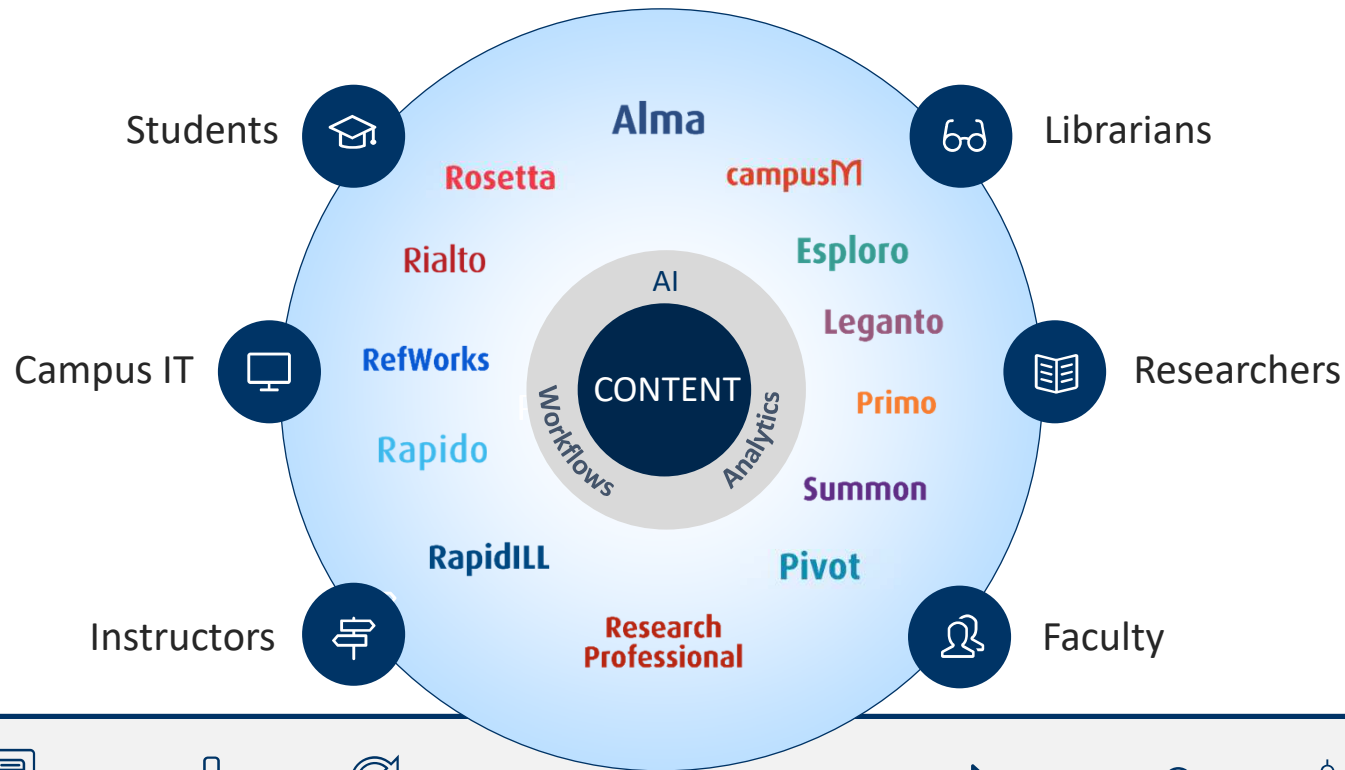 Students
Librarians
Alma
Rosetta
campusM
Rialto
Esploro
AI
Leganto
Campus IT
RefWorks
CONTENT
Researchers
Workflows
Analytics
Primo
Rapido
Summon
RapidILL
Pivot
Instructors
Research
Professional
Faculty